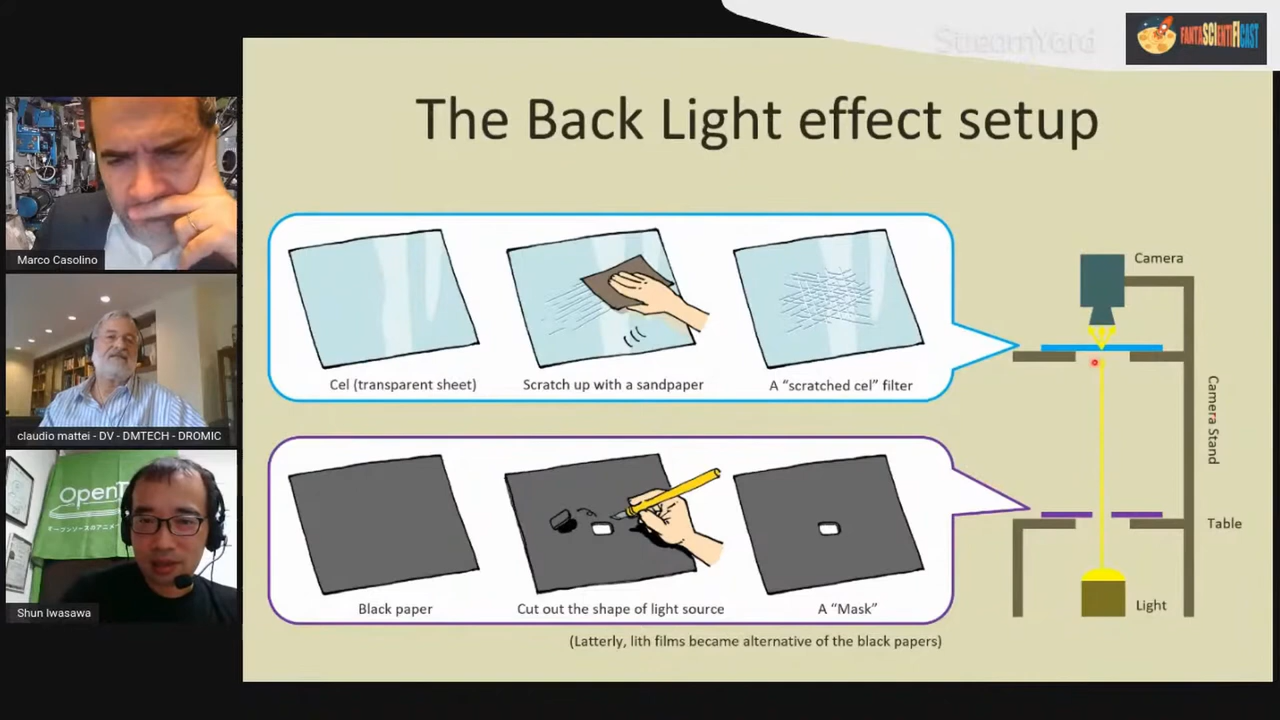 StreamYard
FANTASCIENTIFICAST
The Back Light effect setup
Cel (transparent sheet)
Scratch up with a sandpaper
A “scratched cel” filter
Camera
Camera Stand
Black paper
Cut out the shape of light source
A “Mask”
Table
Light
(Latterly, lith films became alternative of the black papers)
Marco Casolino
claudio mattei - DV - DMTECH - DROMIC
OpenT
Shun Iwasawa